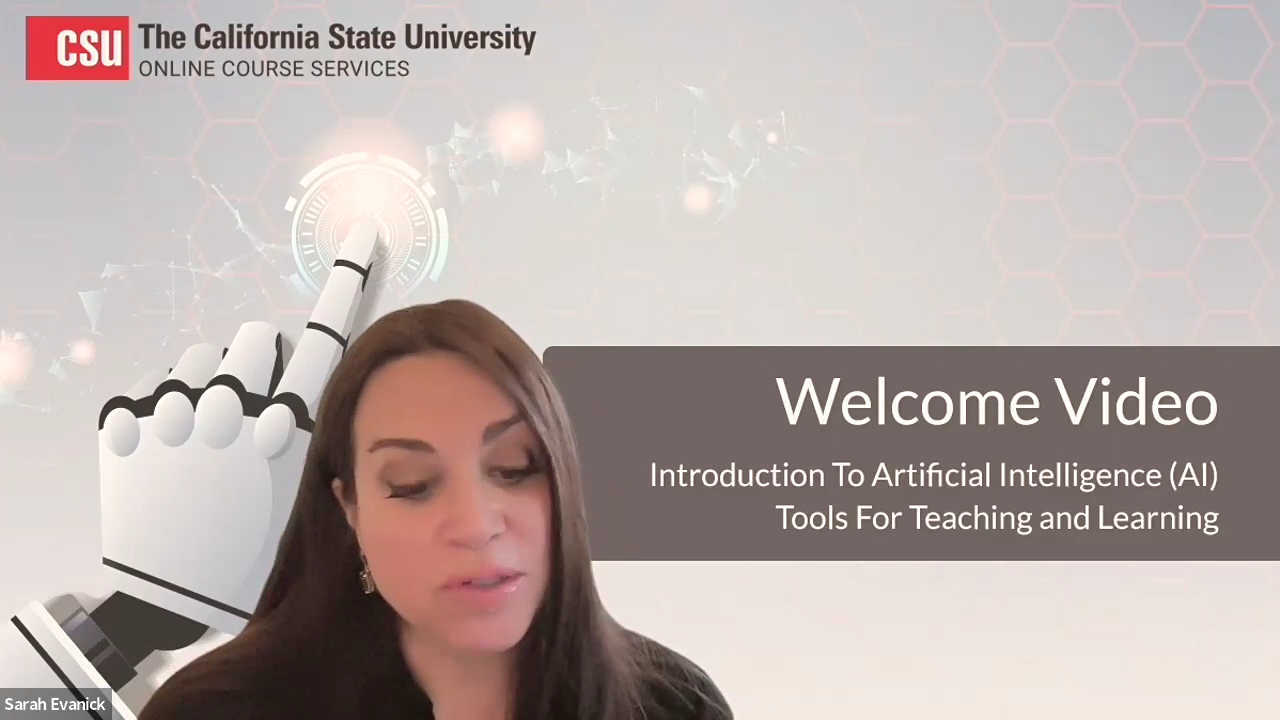 CSU The California State University
ONLINE COURSE SERVICES
Welcome Video
Introduction To Artificial Intelligence (AI)
Tools For Teaching and Learning
Sarah Evanick